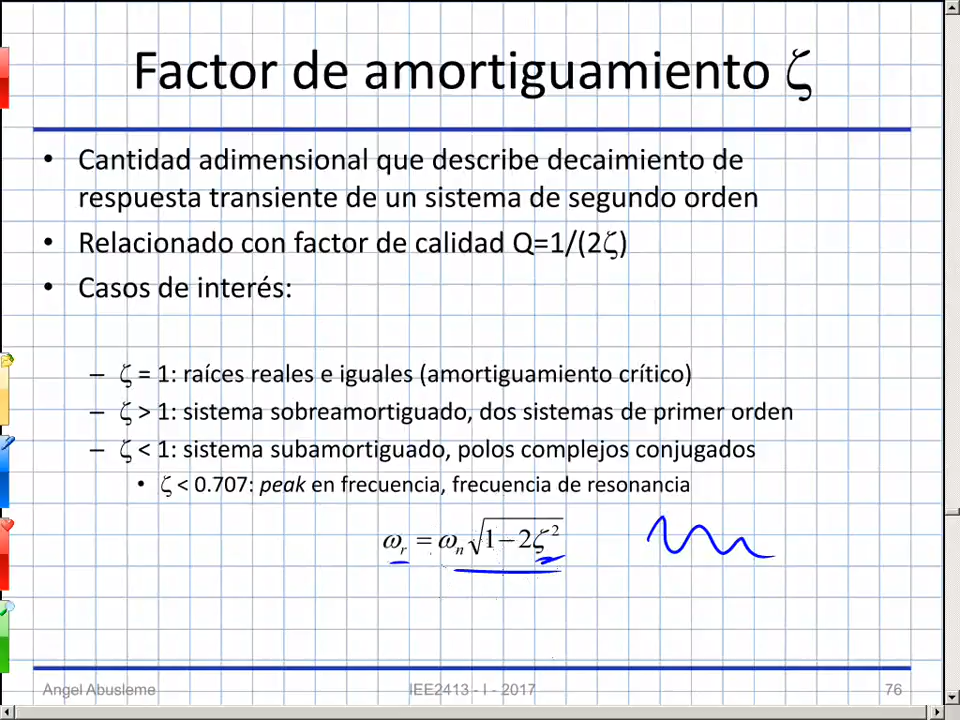 Factor de amortiguamiento ζ
• Cantidad adimensional que describe decaimiento de
respuesta transiente de un sistema de segundo orden
• Relacionado con factor de calidad Q=1/(2ζ)
• Casos de interés:
– ζ = 1: raíces reales e iguales (amortiguamiento crítico)
– ζ > 1: sistema sobreamortiguado, dos sistemas de primer orden
– ζ < 1: sistema subamortiguado, polos complejos conjugados
• ζ < 0.707: peak en frecuencia, frecuencia de resonancia
ω_r = ω_n √(1−2ζ²)
Angel Abusleme IEE2413 - I - 2017 76